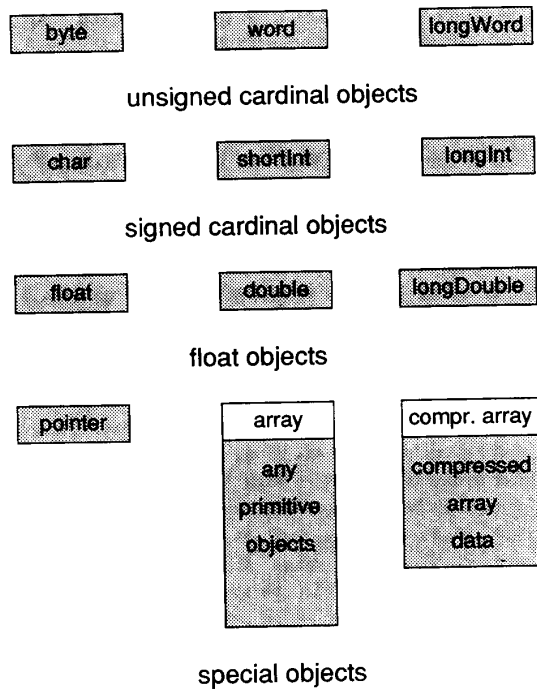 byte word longWord
unsigned cardinal objects
char shortInt longInt
signed cardinal objects
float double longDouble
float objects
pointer array compr. array
any compressed
primitive array
objects data
special objects